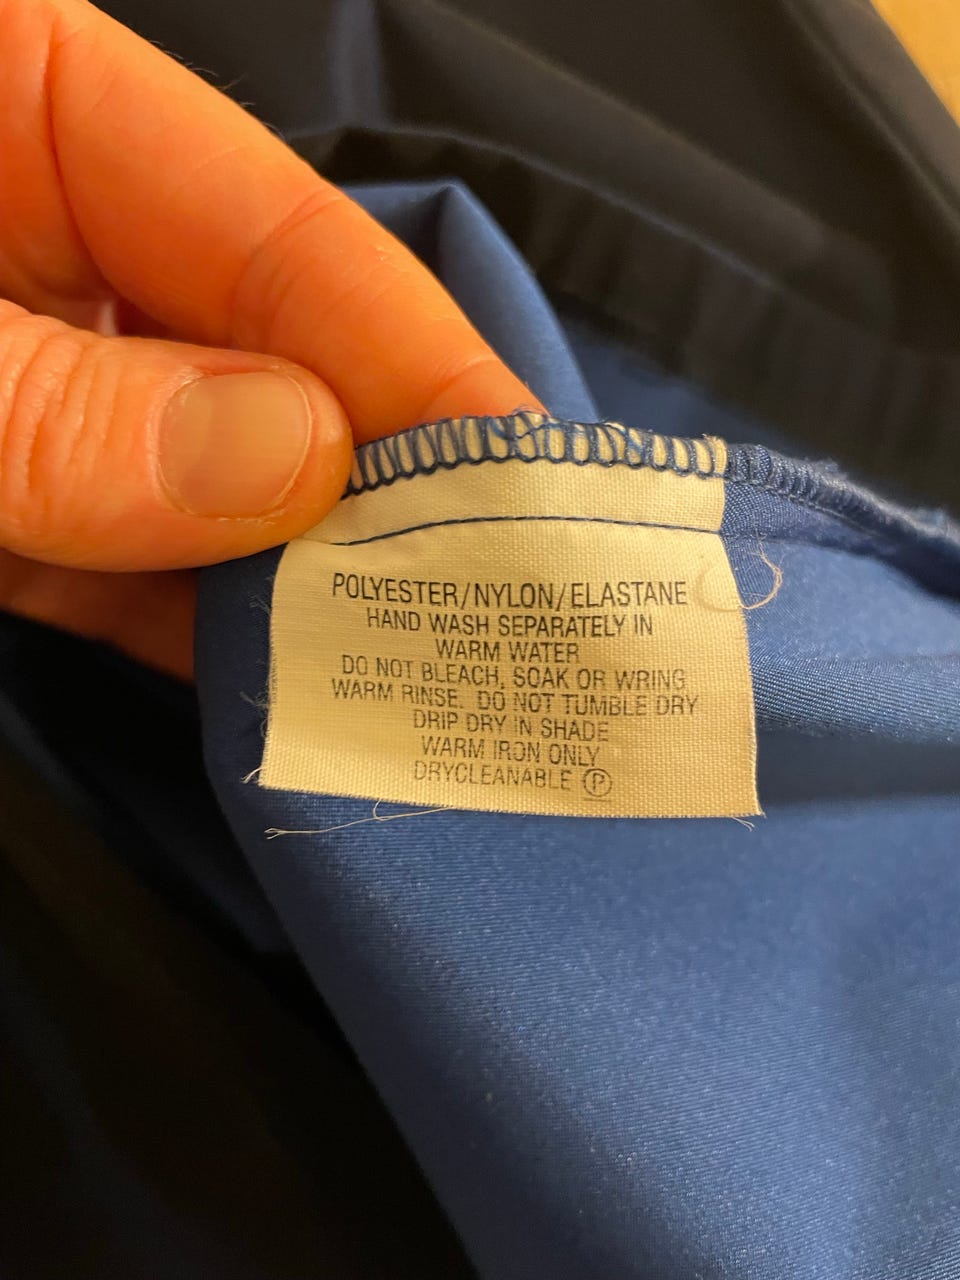 POLYESTER/NYLON/ELASTANE
HAND WASH SEPARATELY IN
WARM WATER
DO NOT BLEACH, SOAK OR WRING
WARM RINSE. DO NOT TUMBLE DRY
DRIP DRY IN SHADE
WARM IRON ONLY
DRYCLEANABLE Ⓟ